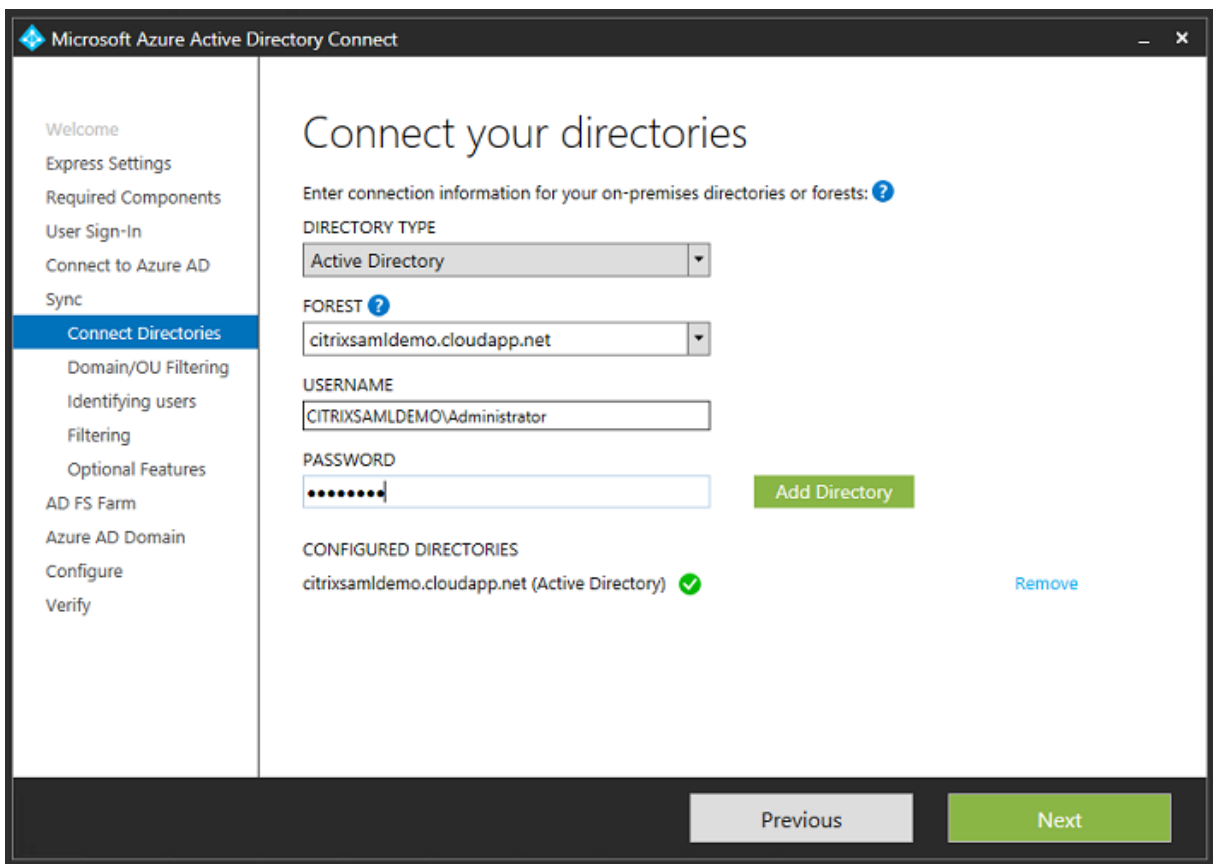 Microsoft Azure Active Directory Connect
Welcome
Express Settings
Required Components
User Sign-In
Connect to Azure AD
Sync
Connect Directories
Domain/OU Filtering
Identifying users
Filtering
Optional Features
AD FS Farm
Azure AD Domain
Configure
Verify
Connect your directories
Enter connection information for your on-premises directories or forests: ?
DIRECTORY TYPE
Active Directory
FOREST ?
citrixsamldemo.cloudapp.net
USERNAME
CITRIXSAMLDEMO\Administrator
PASSWORD
••••••••
Add Directory
CONFIGURED DIRECTORIES
citrixsamldemo.cloudapp.net (Active Directory)
Remove
Previous
Next